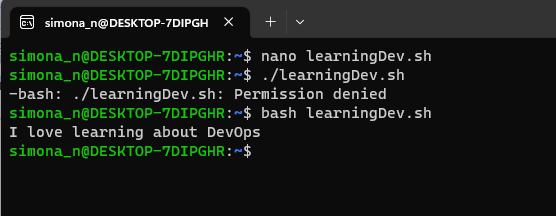 simona_n@DESKTOP-7DIPGH
simona_n@DESKTOP-7DIPGHR:~$ nano learningDev.sh
simona_n@DESKTOP-7DIPGHR:~$ ./learningDev.sh
-bash: ./learningDev.sh: Permission denied
simona_n@DESKTOP-7DIPGHR:~$ bash learningDev.sh
I love learning about DevOps
simona_n@DESKTOP-7DIPGHR:~$